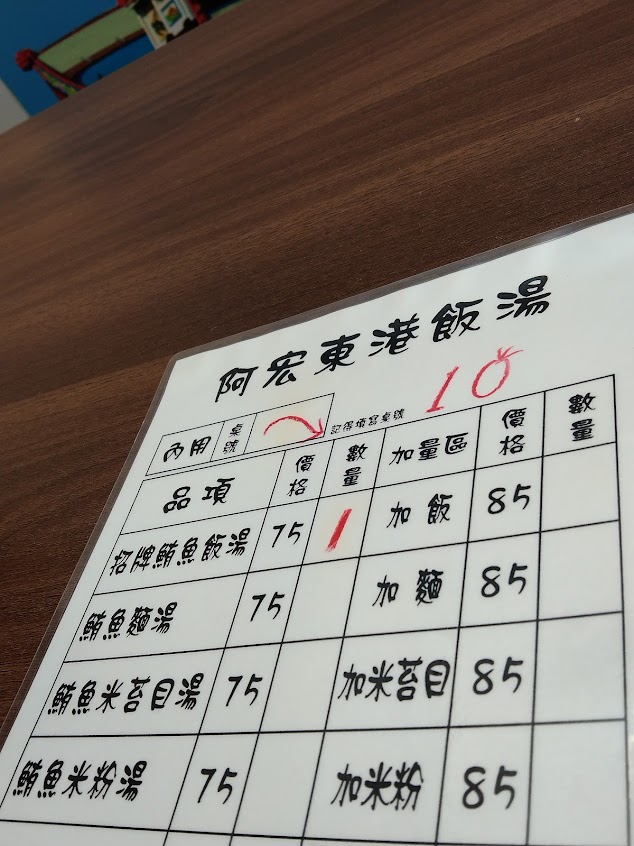 阿宏東港飯湯
內用 桌號 記得填寫桌號 10
品項 價格 數量 加量區 價格 數量
招牌鮪魚飯湯 75 1 加飯 85
鮪魚麵湯 75 加麵 85
鮪魚米苔目湯 75 加米苔目 85
鮪魚米粉湯 75 加米粉 85